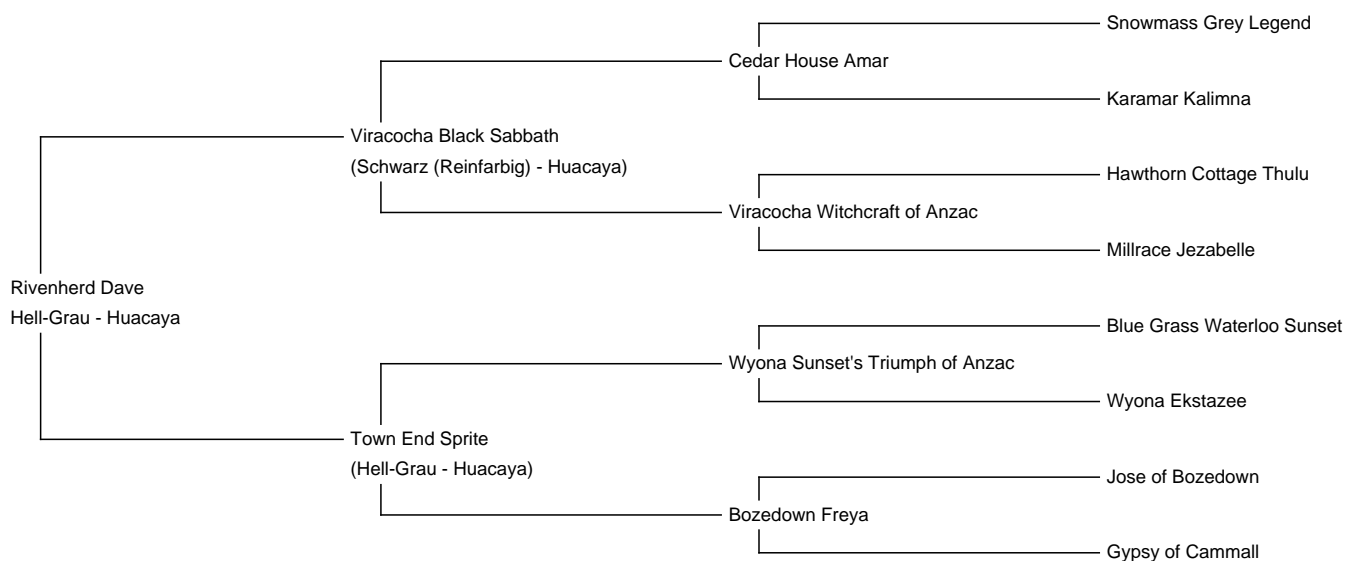 Snowmass Grey Legend
Cedar House Amar
Karamar Kalimna
Viracocha Black Sabbath
(Schwarz (Reinfarbig) - Huacaya)
Hawthorn Cottage Thulu
Viracocha Witchcraft of Anzac
Millrace Jezabelle
Rivenherd Dave
Hell-Grau - Huacaya
Blue Grass Waterloo Sunset
Wyona Sunset's Triumph of Anzac
Wyona Ekstazee
Town End Sprite
(Hell-Grau - Huacaya)
Jose of Bozedown
Bozedown Freya
Gypsy of Cammall